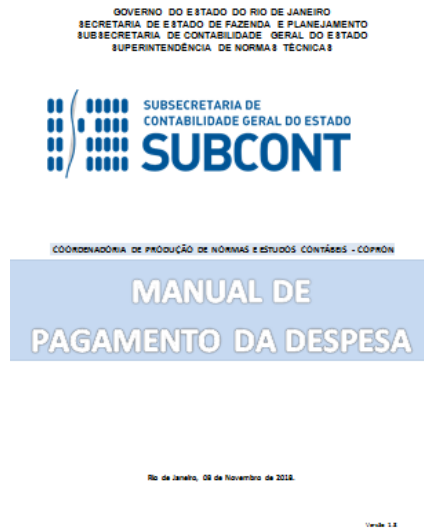 GOVERNO DO ESTADO DO RIO DE JANEIRO
SECRETARIA DE ESTADO DE FAZENDA E PLANEJAMENTO
SUBSECRETARIA DE CONTABILIDADE GERAL DO ESTADO
SUPERINTENDÊNCIA DE NORMAS TÉCNICAS
SUBSECRETARIA DE
CONTABILIDADE GERAL DO ESTADO
SUBCONT
COORDENADORIA DE PRODUÇÃO DE NORMAS E ESTUDOS CONTÁBEIS - COPRON
MANUAL DE
PAGAMENTO DA DESPESA
Rio de Janeiro, 08 de Novembro de 2018.
Versão